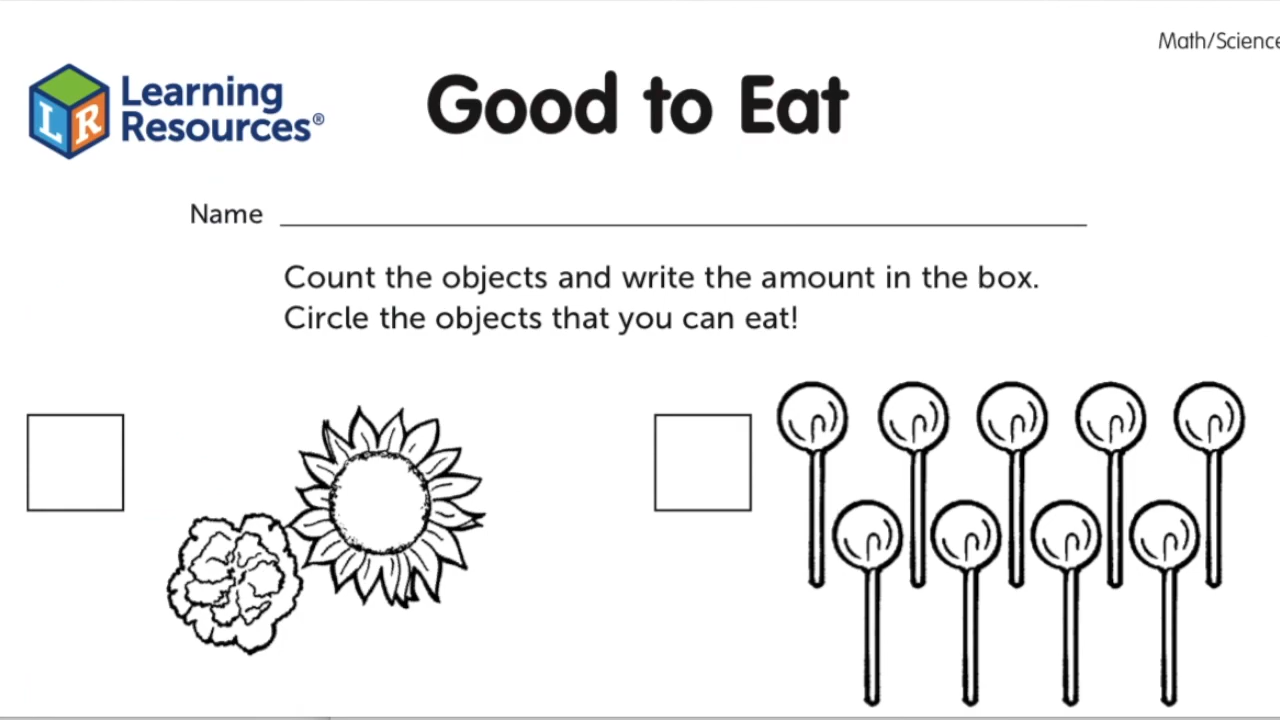 Math/Science
Learning
Resources®
LR
Good to Eat
Name
Count the objects and write the amount in the box.
Circle the objects that you can eat!